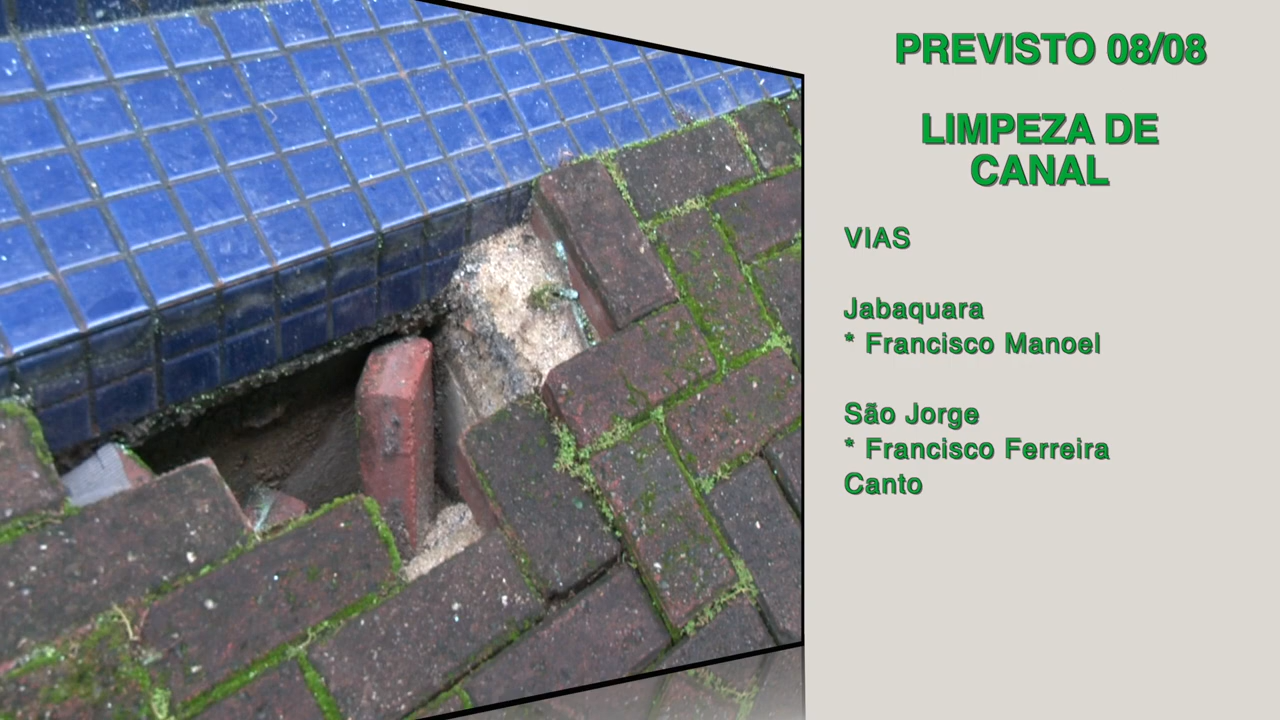 PREVISTO 08/08
LIMPEZA DE
CANAL
VIAS
Jabaquara
* Francisco Manoel
São Jorge
* Francisco Ferreira
Canto